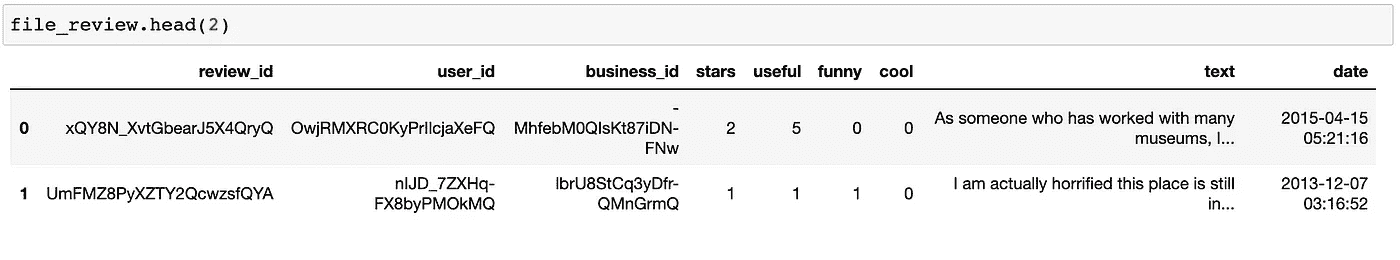 file_review.head(2)
review_id user_id business_id stars useful funny cool text date
0 xQY8N_XvtGbearJ5X4QryQ OwjRMXRC0KyPrIlcjaXeFQ -MhfebM0QIsKt87iDN-FNw 2 5 0 0 As someone who has worked with many museums, I... 2015-04-15 05:21:16
1 UmFMZ8PyXZTY2QcwzsfQYA nIJD_7ZXHq-FX8byPMOkMQ lbrU8StCq3yDfr-QMnGrmQ 1 1 1 0 I am actually horrified this place is still in... 2013-12-07 03:16:52